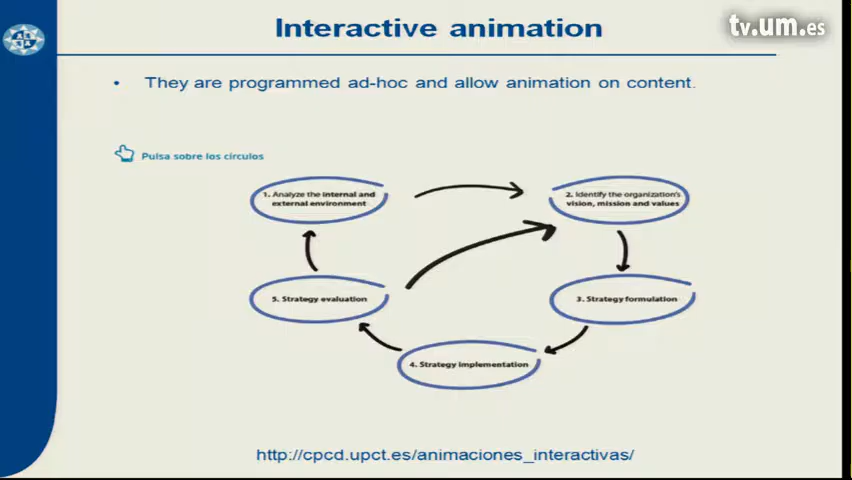 Interactive animation
tv.um.es
• They are programmed ad-hoc and allow animation on content.
Pulsa sobre los círculos
1. Analyze the internal and
external environment
2. Identify the organization's
vision, mission and values
5. Strategy evaluation
3. Strategy formulation
4. Strategy implementation
http://cpcd.upct.es/animaciones_interactivas/